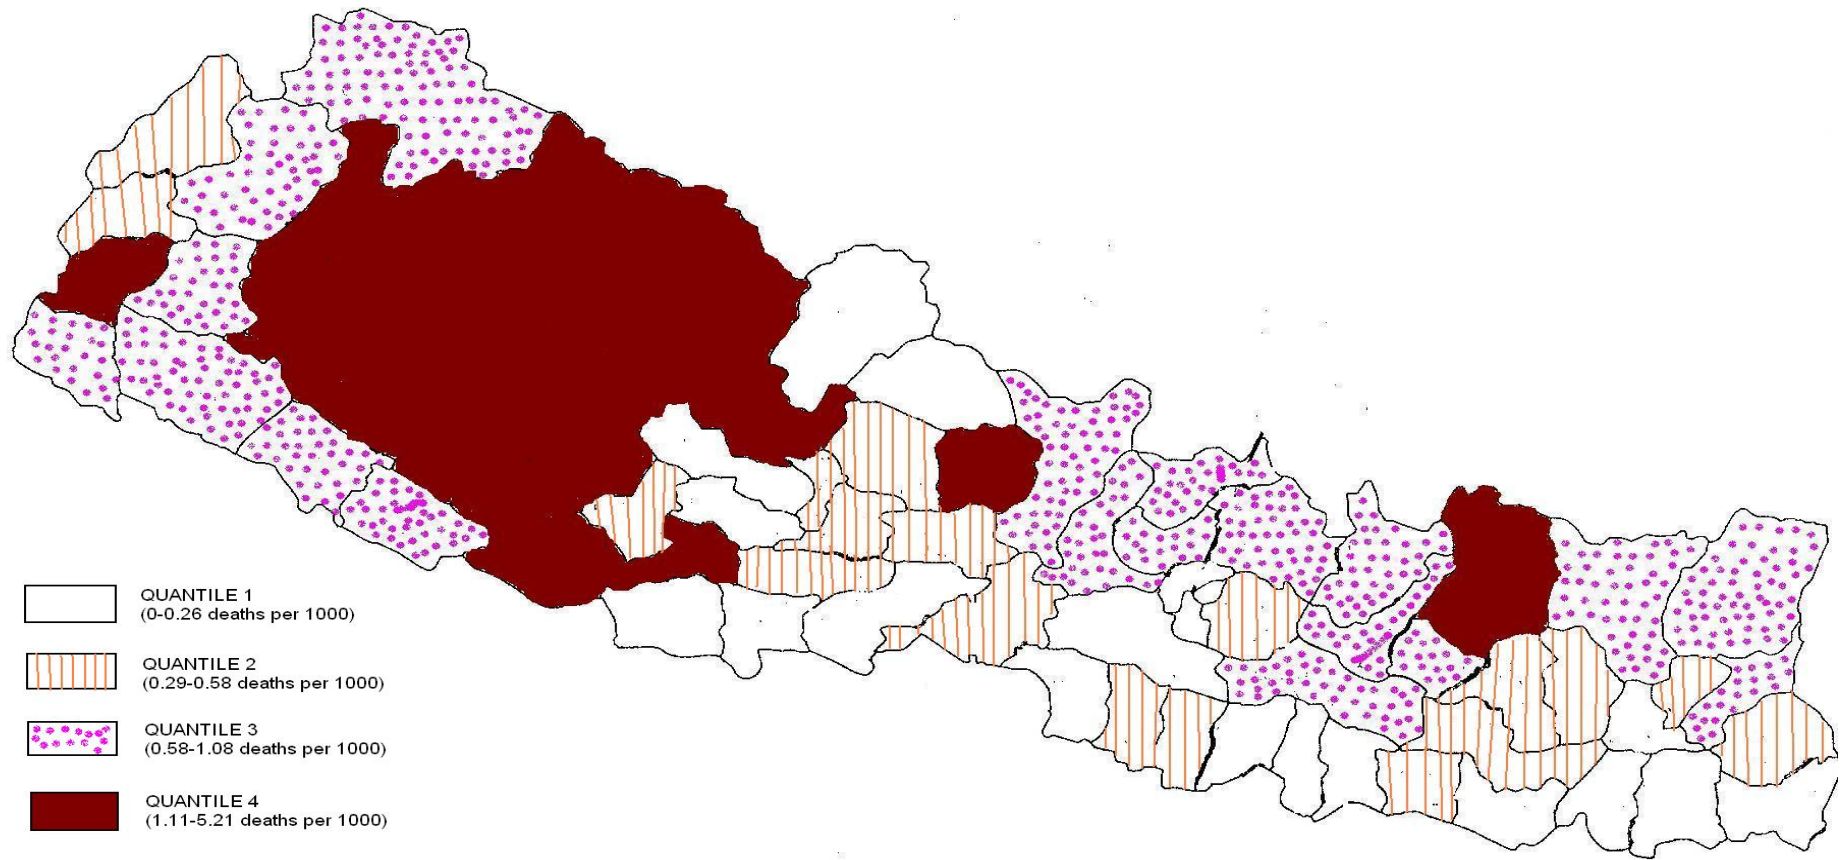 QUANTILE 1
(0-0.26 deaths per 1000)
QUANTILE 2
(0.29-0.58 deaths per 1000)
QUANTILE 3
(0.58-1.08 deaths per 1000)
QUANTILE 4
(1.11-5.21 deaths per 1000)